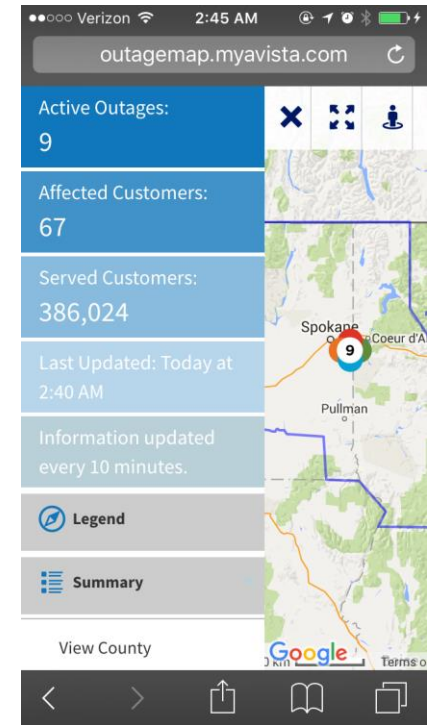 Verizon 2:45 AM
outagemap.myavista.com
Active Outages:
9
Affected Customers:
67
Served Customers:
386,024
Last Updated: Today at
2:40 AM
Information updated
every 10 minutes.
Legend
Summary
View County
Spokane
Coeur d'A
9
Pullman
Google
km
Terms o